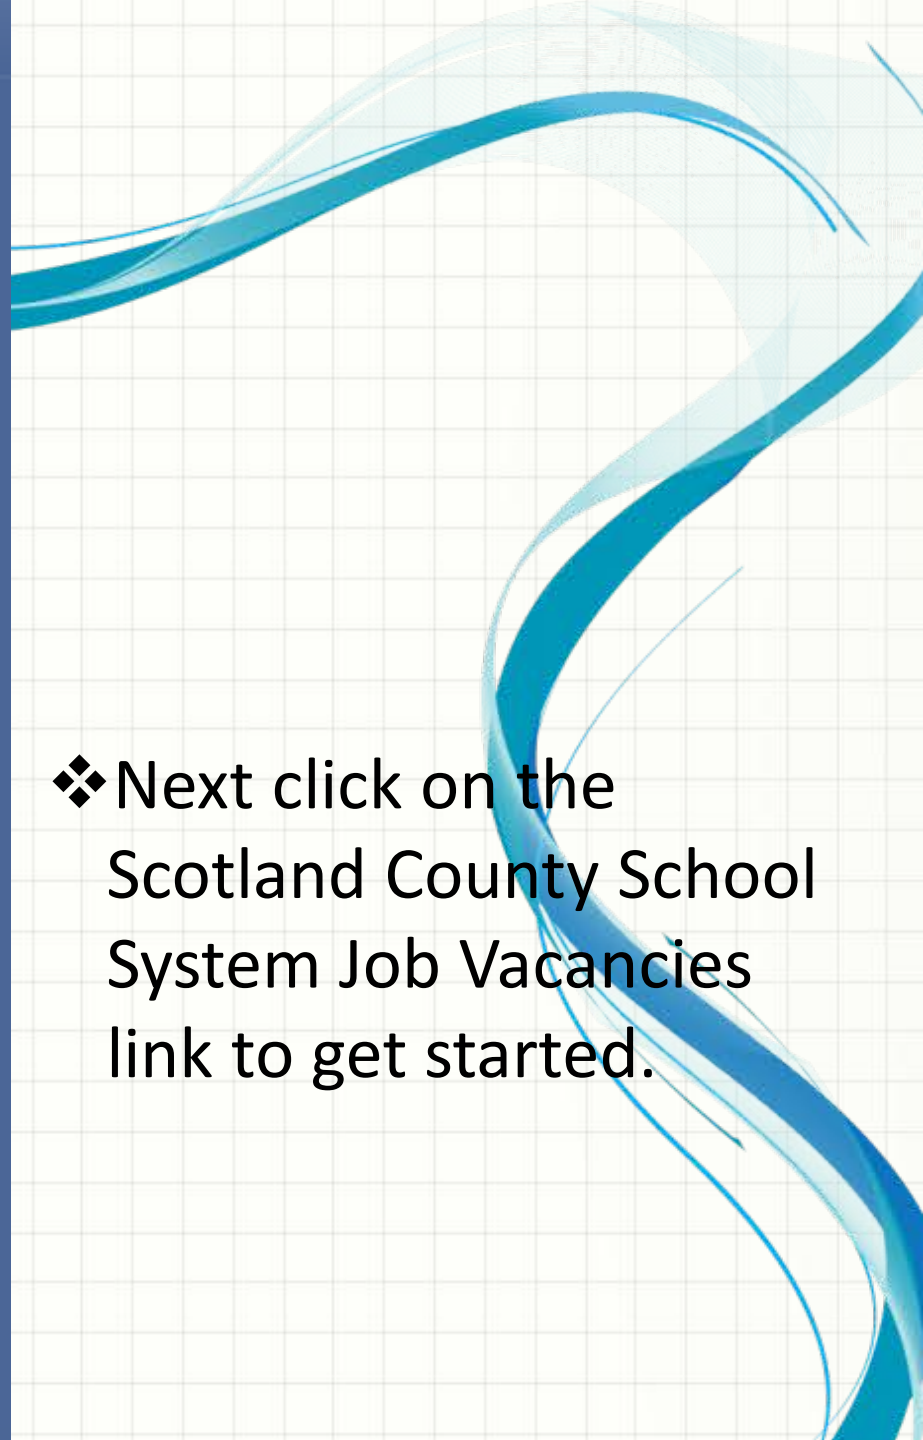 ❖Next click on the
Scotland County School
System Job Vacancies
link to get started.